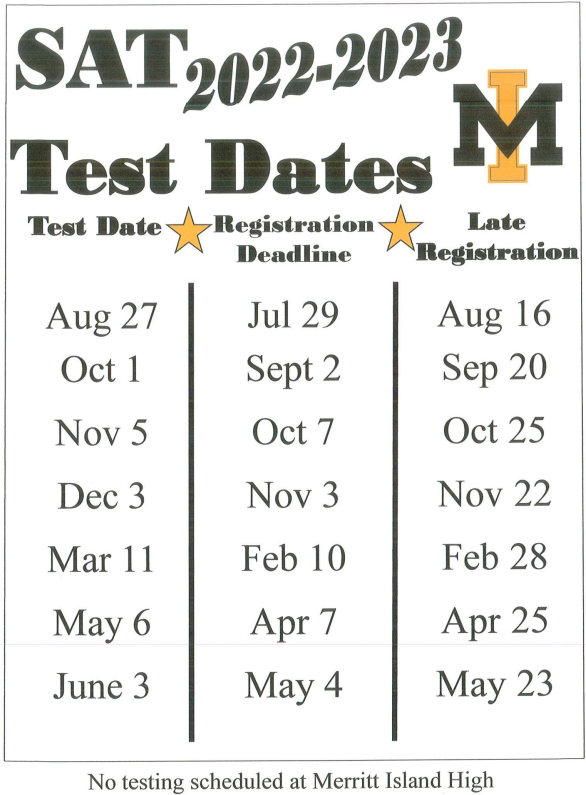 SAT 2022-2023
MI
Test Dates
Test Date Registration Deadline Late Registration
Aug 27 Jul 29 Aug 16
Oct 1 Sept 2 Sep 20
Nov 5 Oct 7 Oct 25
Dec 3 Nov 3 Nov 22
Mar 11 Feb 10 Feb 28
May 6 Apr 7 Apr 25
June 3 May 4 May 23
No testing scheduled at Merritt Island High